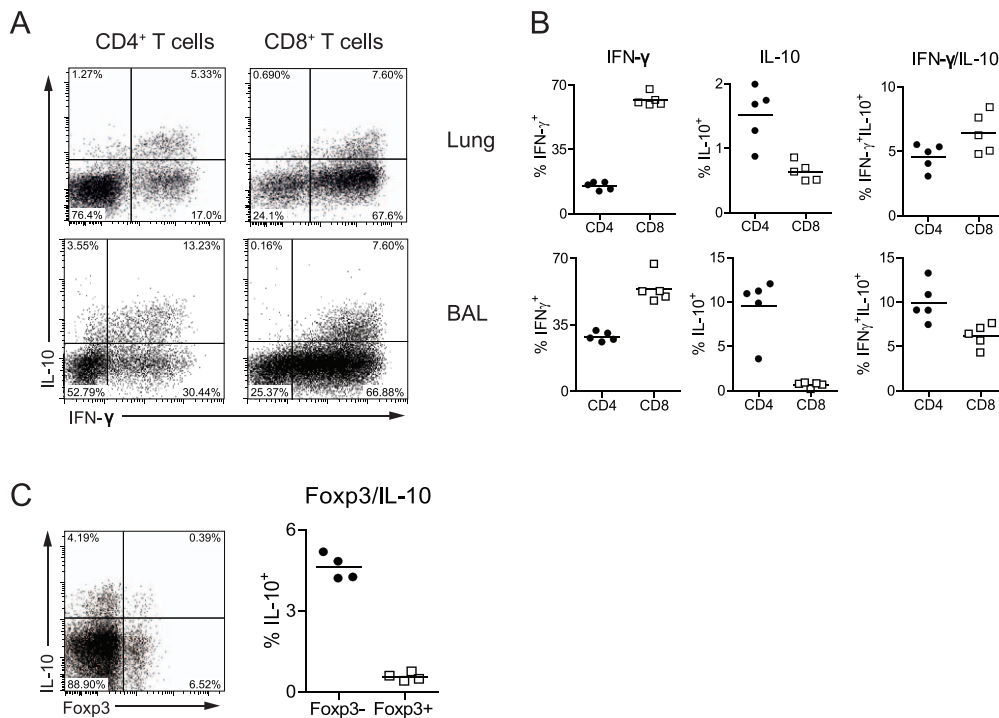 A
CD4+ T cells
CD8+ T cells
1.27%
5.33%
0.690%
7.60%
76.4%
17.0%
24.1%
67.6%
Lung
3.55%
13.23%
0.16%
7.60%
52.79%
30.44%
25.37%
66.88%
BAL
IL-10
IFN-γ
B
IFN-γ
IL-10
IFN-γ/IL-10
% IFN-γ+
70
35
0
CD4
CD8
% IL-10+
2
1
0
CD4
CD8
% IFN-γ+IL-10+
10
5
0
CD4
CD8
% IFNγ+
70
35
0
CD4
CD8
% IL-10+
15
10
5
0
CD4
CD8
% IFNγ+IL-10+
15
10
5
0
CD4
CD8
C
4.19%
0.39%
88.90%
6.52%
IL-10
Foxp3
Foxp3/IL-10
% IL-10+
6
3
0
Foxp3-
Foxp3+